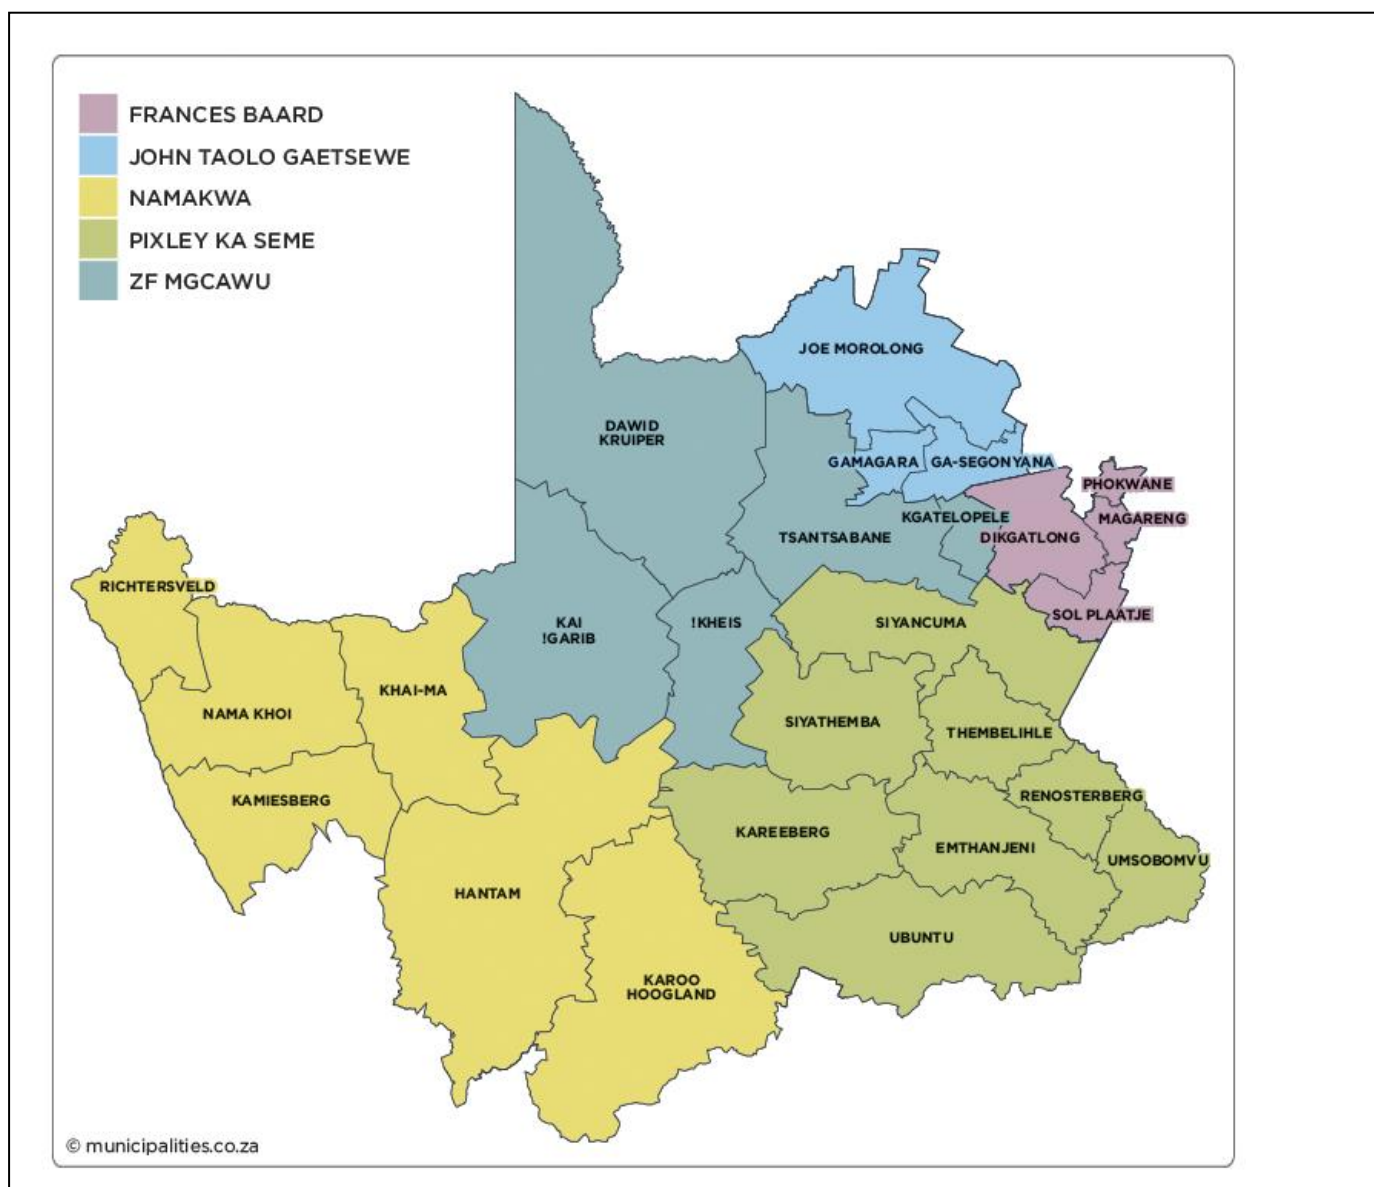 FRANCES BAARD
JOHN TAOLO GAETSEWE
NAMAKWA
PIXLEY KA SEME
ZF MGCAWU
JOE MOROLONG
DAWID
KRUIPER
GAMAGARA
GA-SEGONYANA
PHOKWANE
KGATELOPELE
MAGARENG
TSANTSABANE
DIKGATLONG
RICHTERSVELD
SOL PLAATJE
KAI
!GARIB
!KHEIS
SIYANCUMA
KHAI-MA
NAMA KHOI
SIYATHEMBA
THEMBELIHLE
KAMIESBERG
RENOSTERBERG
KAREEBERG
EMTHANJENI
UMSOBOMVU
HANTAM
UBUNTU
KAROO
HOOGLAND
© municipalities.co.za